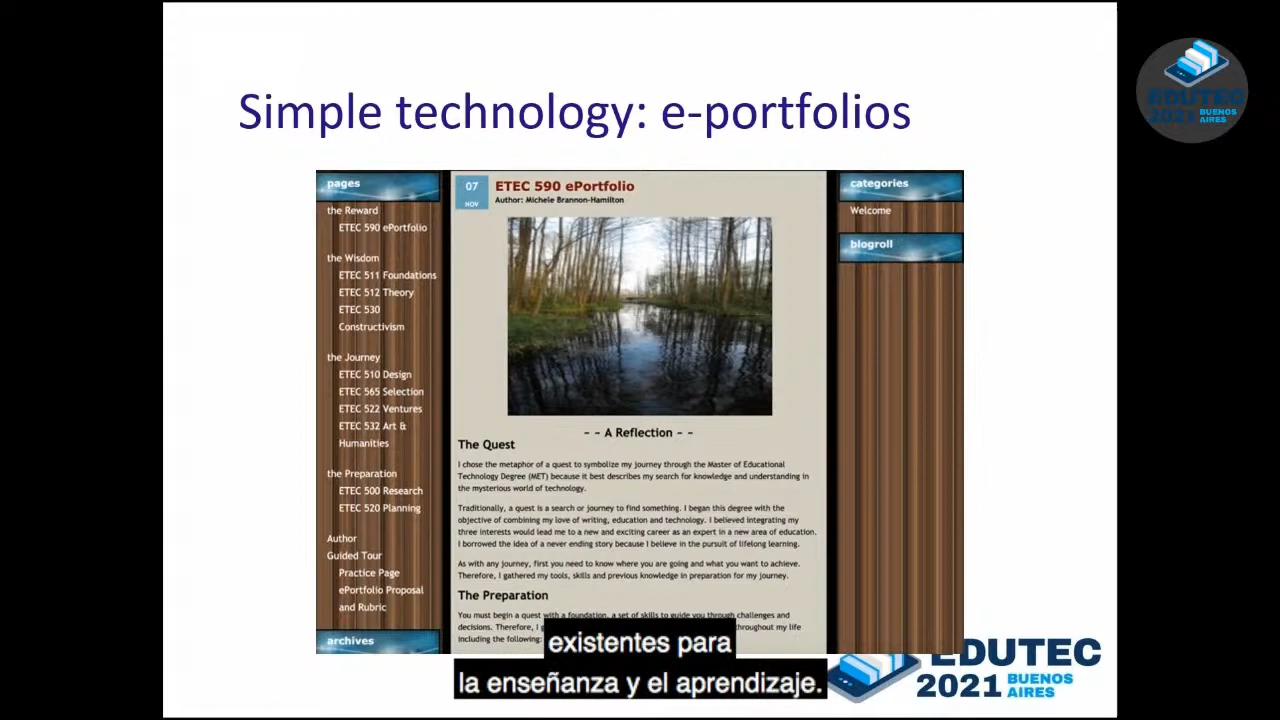 Simple technology: e-portfolios
EDUTEC
2021 BUENOS
AIRES
pages
the Reward
ETEC 590 ePortfolio
the Wisdom
ETEC 511 Foundations
ETEC 512 Theory
ETEC 530
Constructivism
the Journey
ETEC 510 Design
ETEC 565 Selection
ETEC 522 Ventures
ETEC 532 Art &
Humanities
the Preparation
ETEC 500 Research
ETEC 520 Planning
Author
Guided Tour
Practice Page
ePortfolio Proposal
and Rubric
archives
07
NOV
ETEC 590 ePortfolio
Author: Michele Brannon-Hamilton
~ ~ A Reflection ~ ~
The Quest
I chose the metaphor of a quest to symbolize my journey through the Master of Educational
Technology Degree (MET) because it best describes my search for knowledge and understanding in
the mysterious world of technology.
Traditionally, a quest is a search or journey to find something. I began this degree with the
objective of combining my love of writing, education and technology. I believed integrating my
three interests would lead me to a new and exciting career as an expert in a new area of education.
I borrowed the idea of a never ending story because I believe in the pursuit of lifelong learning.
As with any journey, first you need to know where you are going and what you want to achieve.
Therefore, I gathered my tools, skills and previous knowledge in preparation for my journey.
The Preparation
You must begin a quest with a foundation, a set of skills to guide you through challenges and
decisions. Therefore, I throughout my life
including the following:
categories
Welcome
blogroll
existentes para
la enseñanza y el aprendizaje.
EDUTEC
2021 BUENOS
AIRES